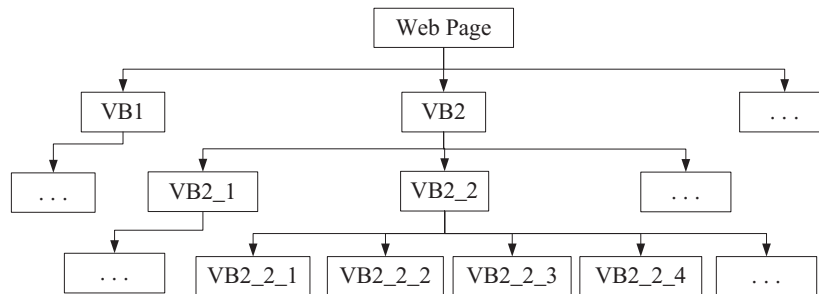 Web Page
VB1 VB2 . . .
. . . VB2_1 VB2_2 . . .
. . . VB2_2_1 VB2_2_2 VB2_2_3 VB2_2_4 . . .